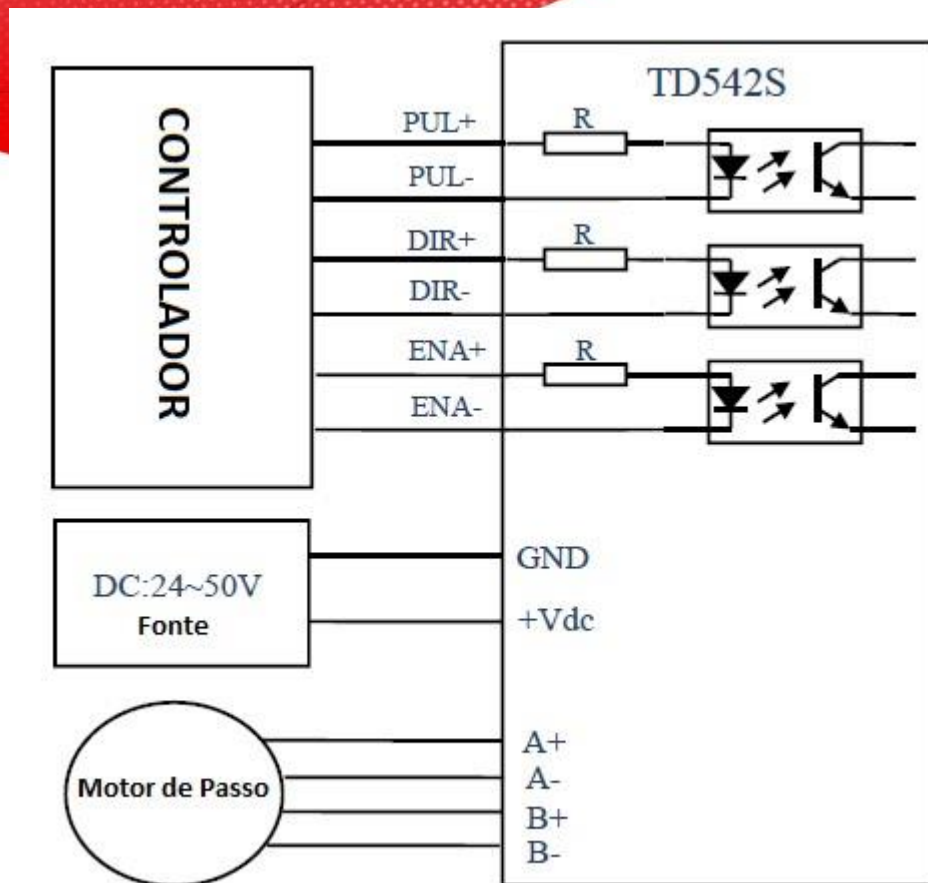 TD542S
CONTROLADOR
PUL+
R
PUL-
DIR+
R
DIR-
ENA+
R
ENA-
DC:24~50V
Fonte
GND
+Vdc
Motor de Passo
A+
A-
B+
B-